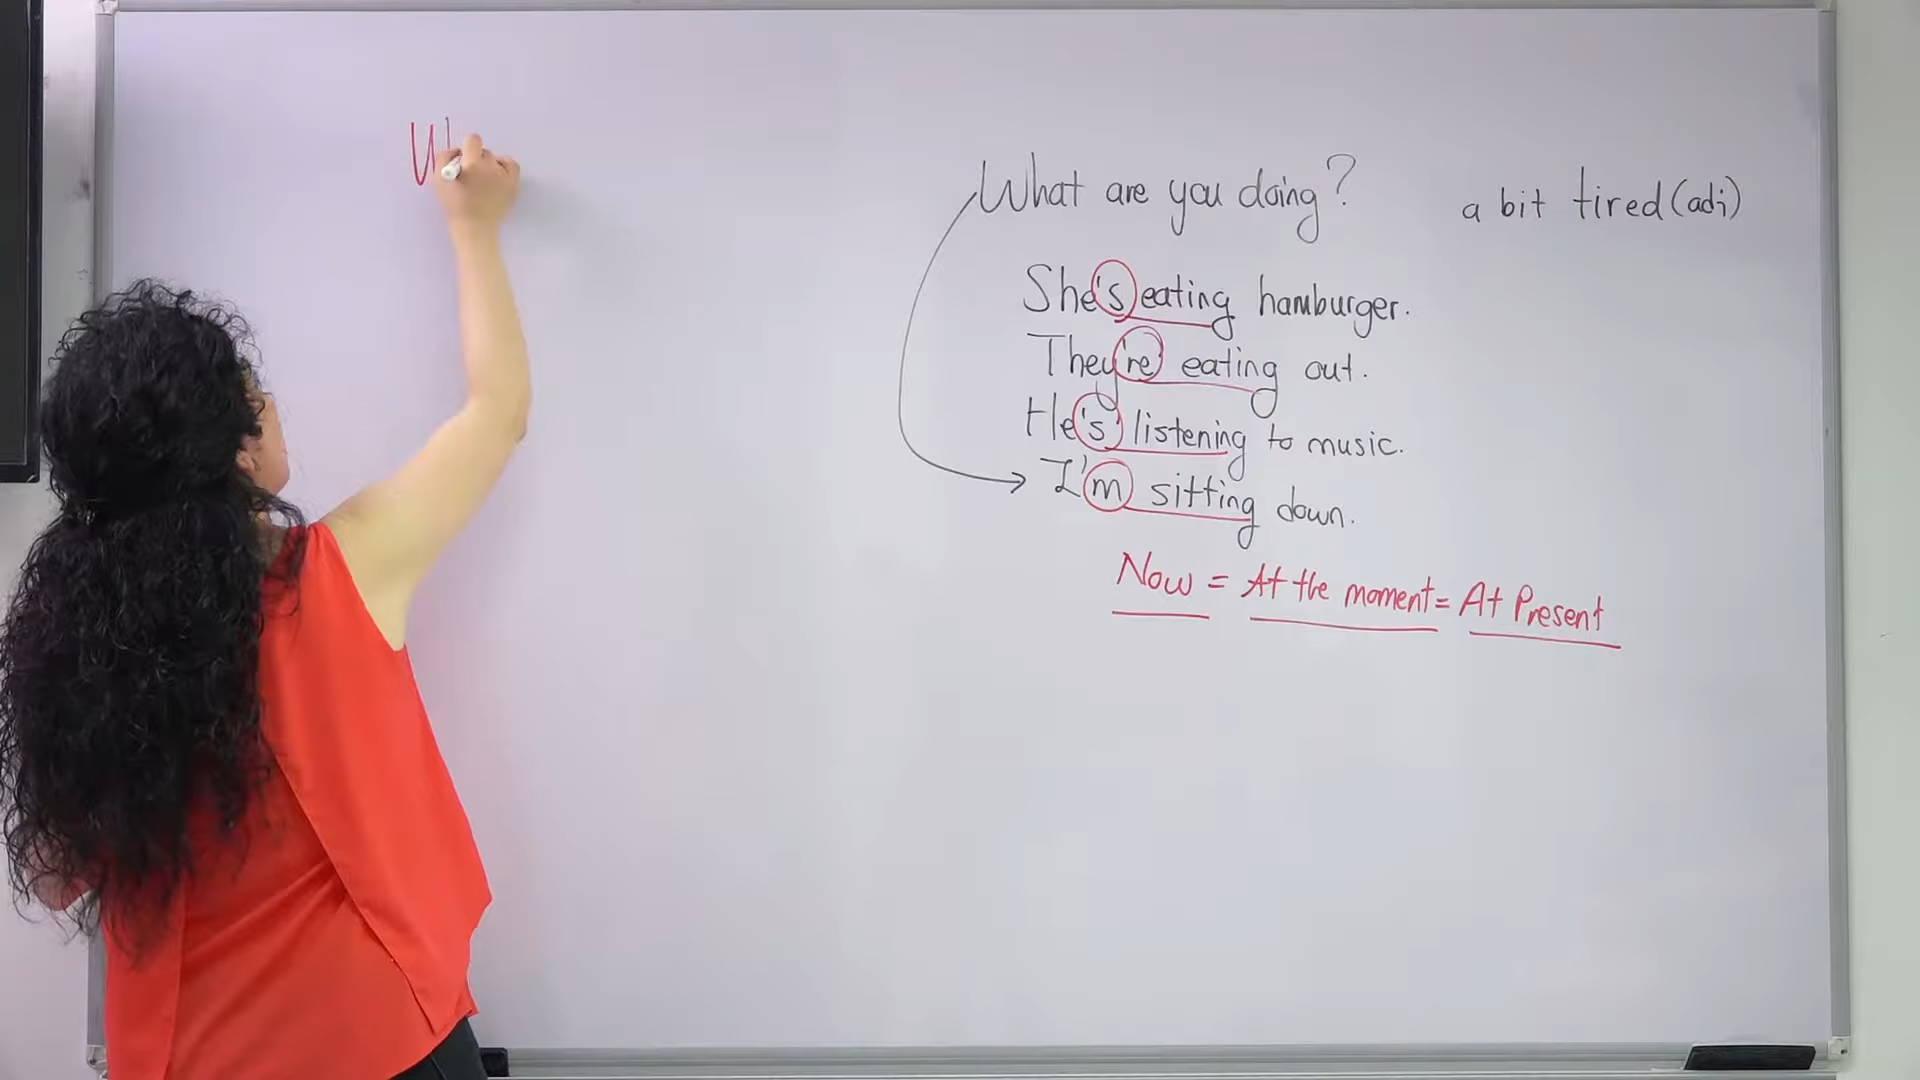 What are you doing?
a bit tired (adj)
She's eating hamburger.
They're eating out.
He's listening to music.
I'm sitting down.
Now = At the moment = At Present